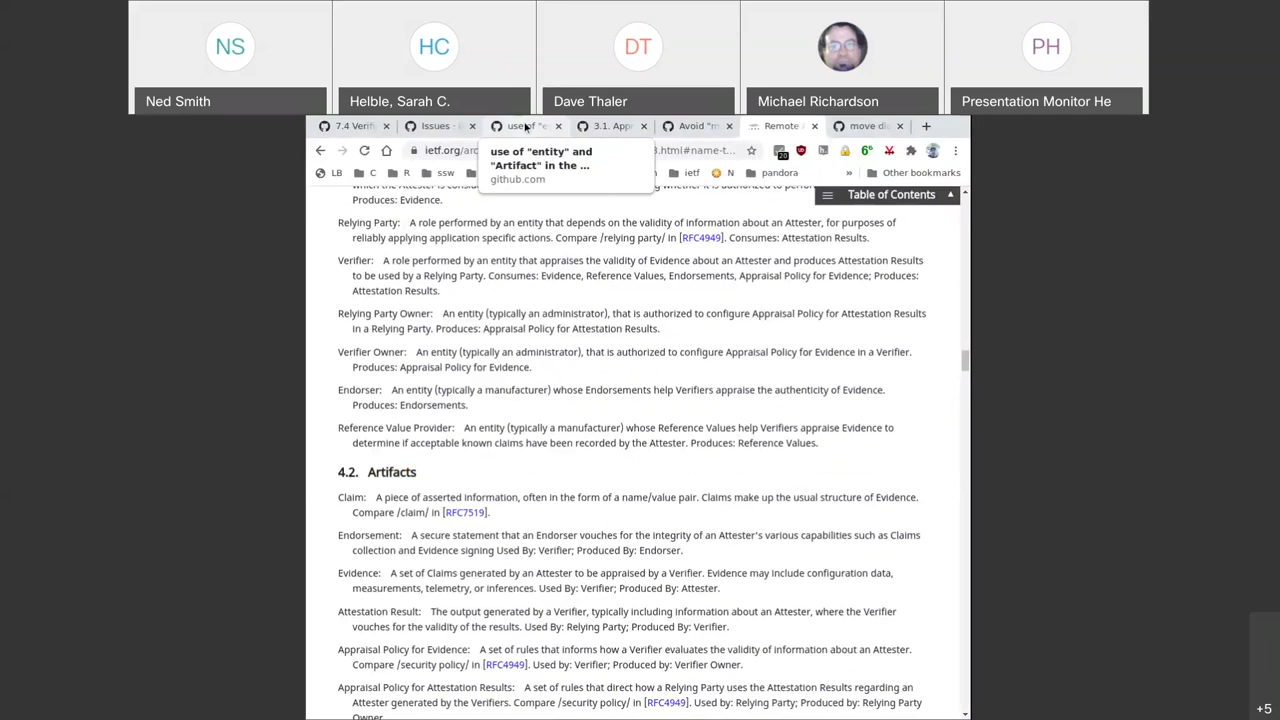 NS
HC
DT
PH
Ned Smith
Helble, Sarah C.
Dave Thaler
Michael Richardson
Presentation Monitor He
7.4 Verifi
Issues
use of "e
3.1. Appr
Avoid "m
Remote
move di
use of "entity" and
"Artifact" in the ...
github.com
ietf.org/arc
3.html#name-t...
20
6
LB
C
R
ssw
ietf
N
pandora
»
Other bookmarks
Table of Contents
Produces: Evidence.
Relying Party: A role performed by an entity that depends on the validity of information about an Attester, for purposes of
reliably applying application specific actions. Compare /relying party/ in [RFC4949]. Consumes: Attestation Results.
Verifier: A role performed by an entity that appraises the validity of Evidence about an Attester and produces Attestation Results
to be used by a Relying Party. Consumes: Evidence, Reference Values, Endorsements, Appraisal Policy for Evidence; Produces:
Attestation Results.
Relying Party Owner: An entity (typically an administrator), that is authorized to configure Appraisal Policy for Attestation Results
in a Relying Party. Produces: Appraisal Policy for Attestation Results.
Verifier Owner: An entity (typically an administrator), that is authorized to configure Appraisal Policy for Evidence in a Verifier.
Produces: Appraisal Policy for Evidence.
Endorser: An entity (typically a manufacturer) whose Endorsements help Verifiers appraise the authenticity of Evidence.
Produces: Endorsements.
Reference Value Provider: An entity (typically a manufacturer) whose Reference Values help Verifiers appraise Evidence to
determine if acceptable known claims have been recorded by the Attester. Produces: Reference Values.
4.2. Artifacts
Claim: A piece of asserted information, often in the form of a name/value pair. Claims make up the usual structure of Evidence.
Compare /claim/ in [RFC7519].
Endorsement: A secure statement that an Endorser vouches for the integrity of an Attester's various capabilities such as Claims
collection and Evidence signing Used By: Verifier; Produced By: Endorser.
Evidence: A set of Claims generated by an Attester to be appraised by a Verifier. Evidence may include configuration data,
measurements, telemetry, or inferences. Used By: Verifier; Produced By: Attester.
Attestation Result: The output generated by a Verifier, typically including information about an Attester, where the Verifier
vouches for the validity of the results. Used By: Relying Party; Produced By: Verifier.
Appraisal Policy for Evidence: A set of rules that informs how a Verifier evaluates the validity of information about an Attester.
Compare /security policy/ in [RFC4949]. Used by: Verifier; Produced by: Verifier Owner.
Appraisal Policy for Attestation Results: A set of rules that direct how a Relying Party uses the Attestation Results regarding an
Attester generated by the Verifiers. Compare /security policy/ in [RFC4949]. Used by: Relying Party; Produced by: Relying Party
Owner.
+5